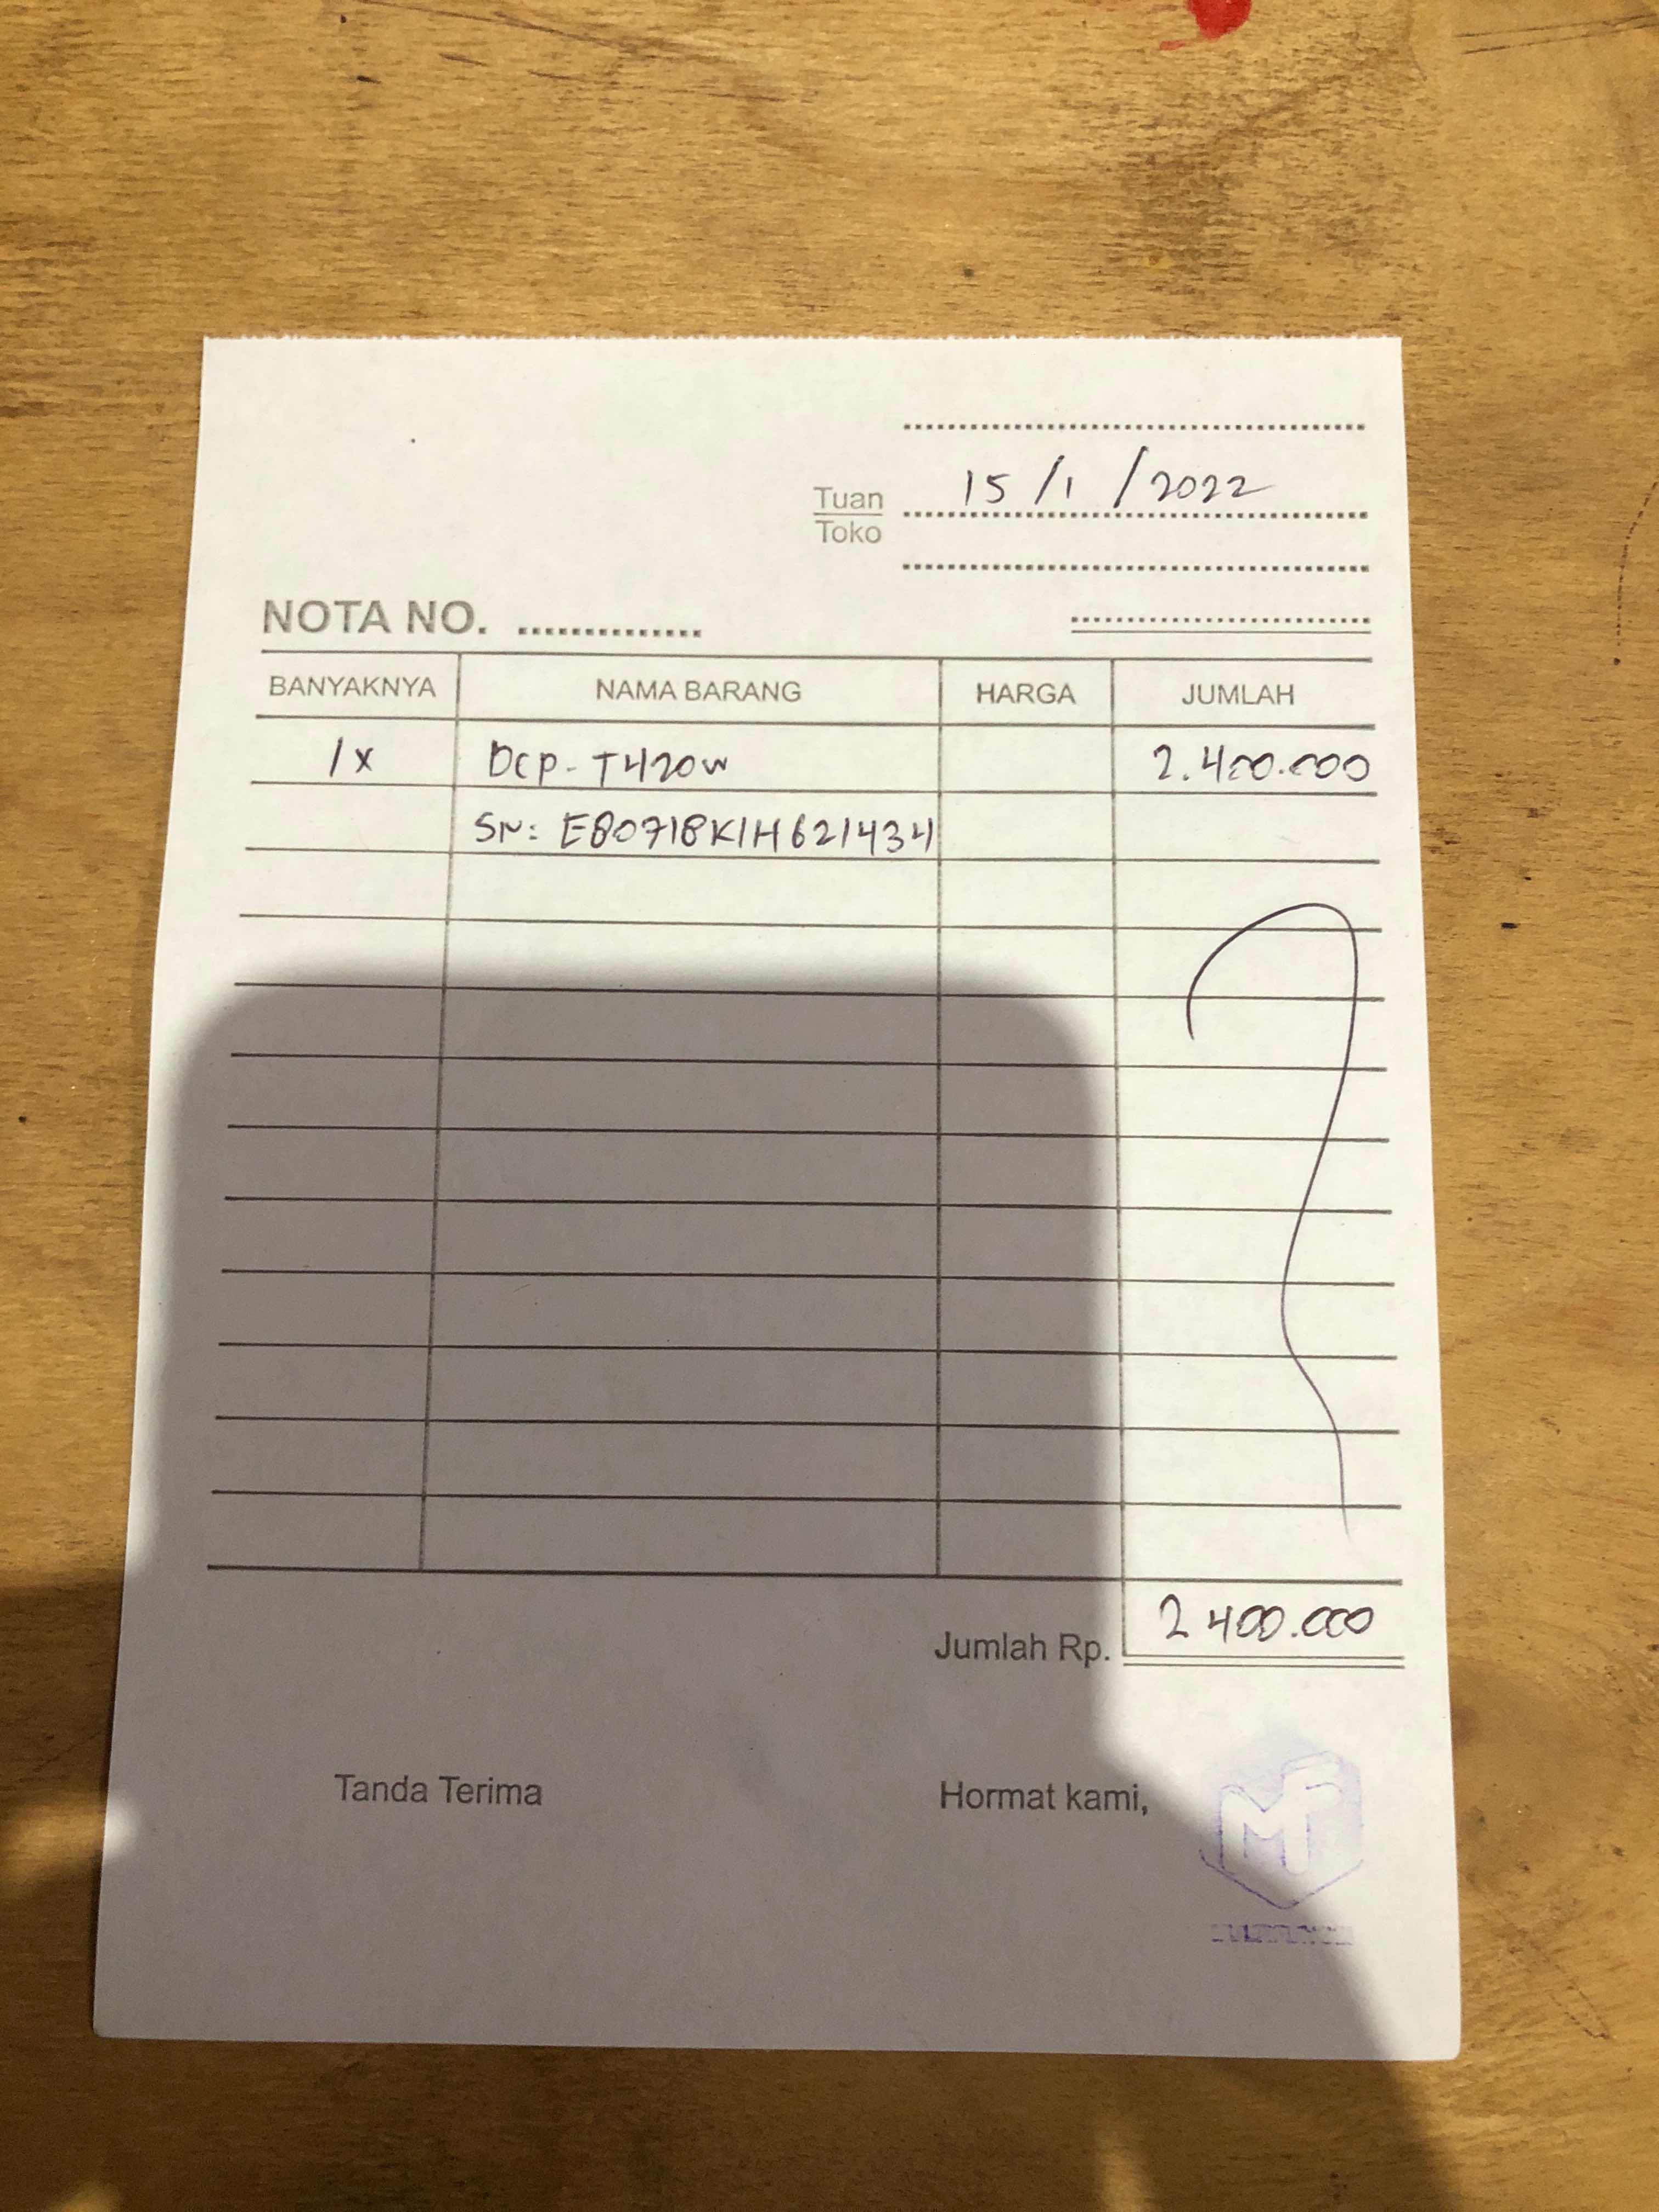 15/1/2022
Tuan
Toko
NOTA NO.
BANYAKNYA NAMA BARANG HARGA JUMLAH
1x DCP-T420W 2.400.000
SN: E80718K1H621434
Jumlah Rp. 2 400.000
Tanda Terima Hormat kami,
MP